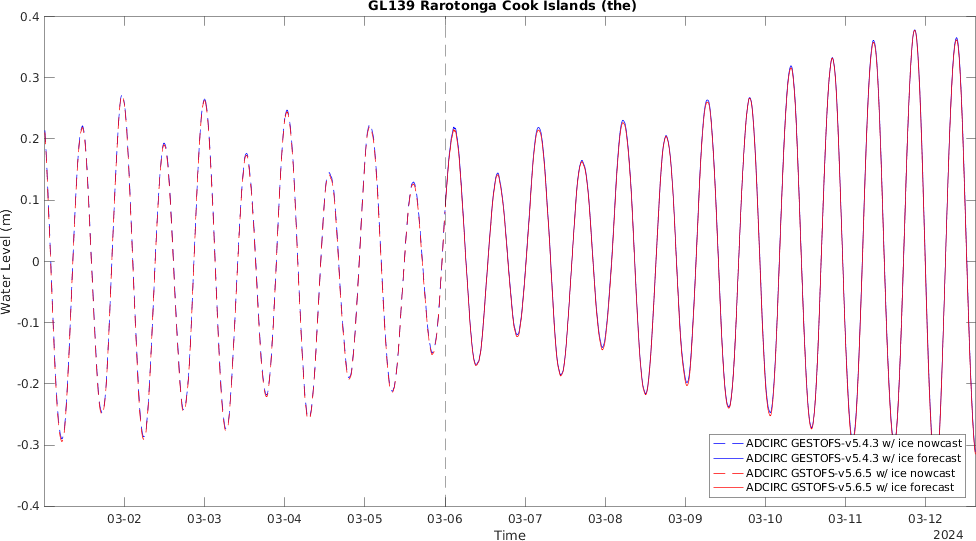 GL139 Rarotonga Cook Islands (the)
Water Level (m)
0.4
0.3
0.2
0.1
0
-0.1
-0.2
-0.3
-0.4
ADCIRC GESTOFS-v5.4.3 w/ ice nowcast
ADCIRC GESTOFS-v5.4.3 w/ ice forecast
ADCIRC GSTOFS-v5.6.5 w/ ice nowcast
ADCIRC GSTOFS-v5.6.5 w/ ice forecast
03-02 03-03 03-04 03-05 03-06 03-07 03-08 03-09 03-10 03-11 03-12
Time
2024